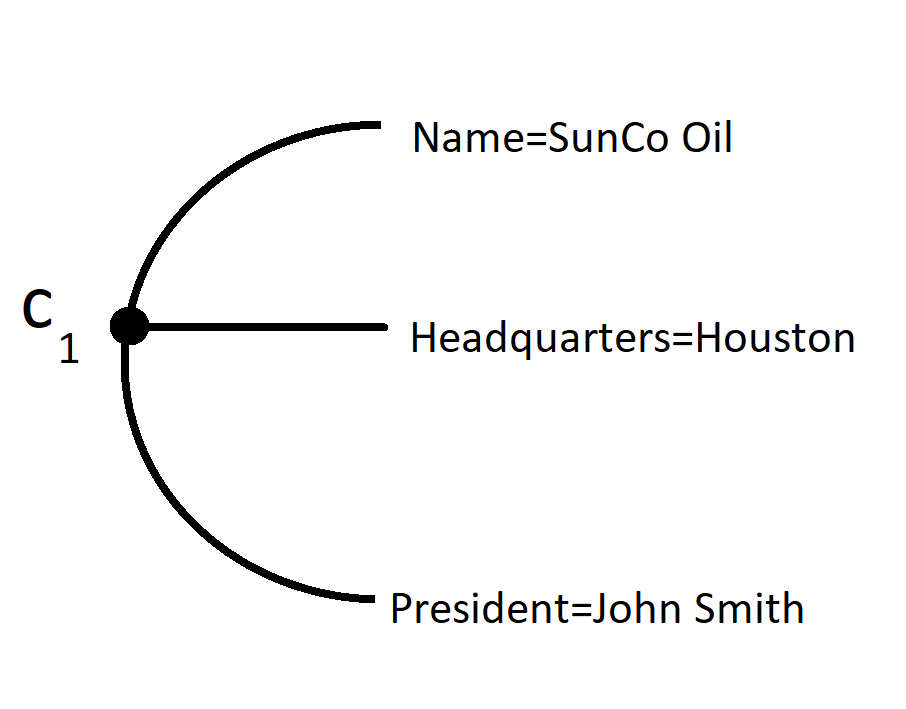 Name=SunCo Oil
c1
Headquarters=Houston
President=John Smith